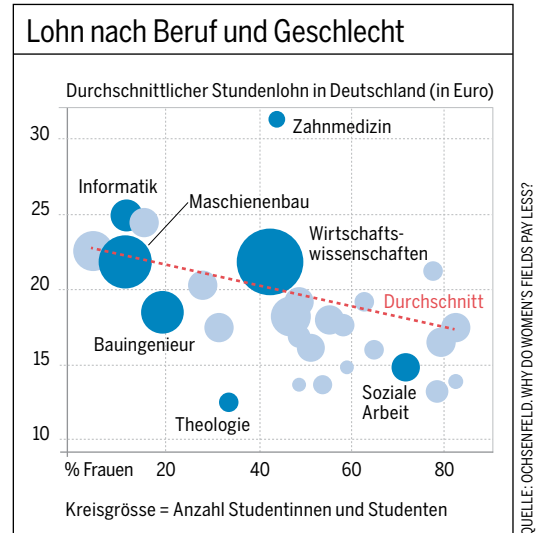 Lohn nach Beruf und Geschlecht
Durchschnittlicher Stundenlohn in Deutschland (in Euro)
30
Zahnmedizin
Informatik
Maschienenbau
25
Wirtschafts-
wissenschaften
20
Durchschnitt
Bauingenieur
15
Soziale
Arbeit
Theologie
10
% Frauen 20 40 60 80
Kreisgrösse = Anzahl Studentinnen und Studenten
QUELLE: OCHSENFELD. WHY DO WOMEN'S FIELDS PAY LESS?